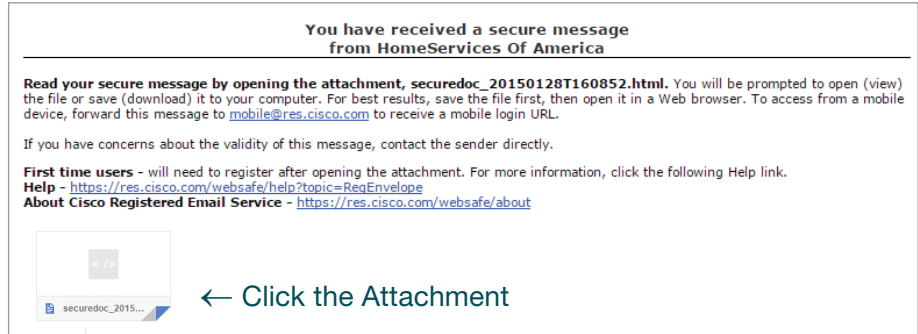 You have received a secure message
from HomeServices Of America
Read your secure message by opening the attachment, securedoc_20150128T160852.html. You will be prompted to open (view)
the file or save (download) it to your computer. For best results, save the file first, then open it in a Web browser. To access from a mobile
device, forward this message to mobile@res.cisco.com to receive a mobile login URL.
If you have concerns about the validity of this message, contact the sender directly.
First time users - will need to register after opening the attachment. For more information, click the following Help link.
Help - https://res.cisco.com/websafe/help?topic=RegEnvelope
About Cisco Registered Email Service - https://res.cisco.com/websafe/about
< />
← Click the Attachment
securedoc_2015...